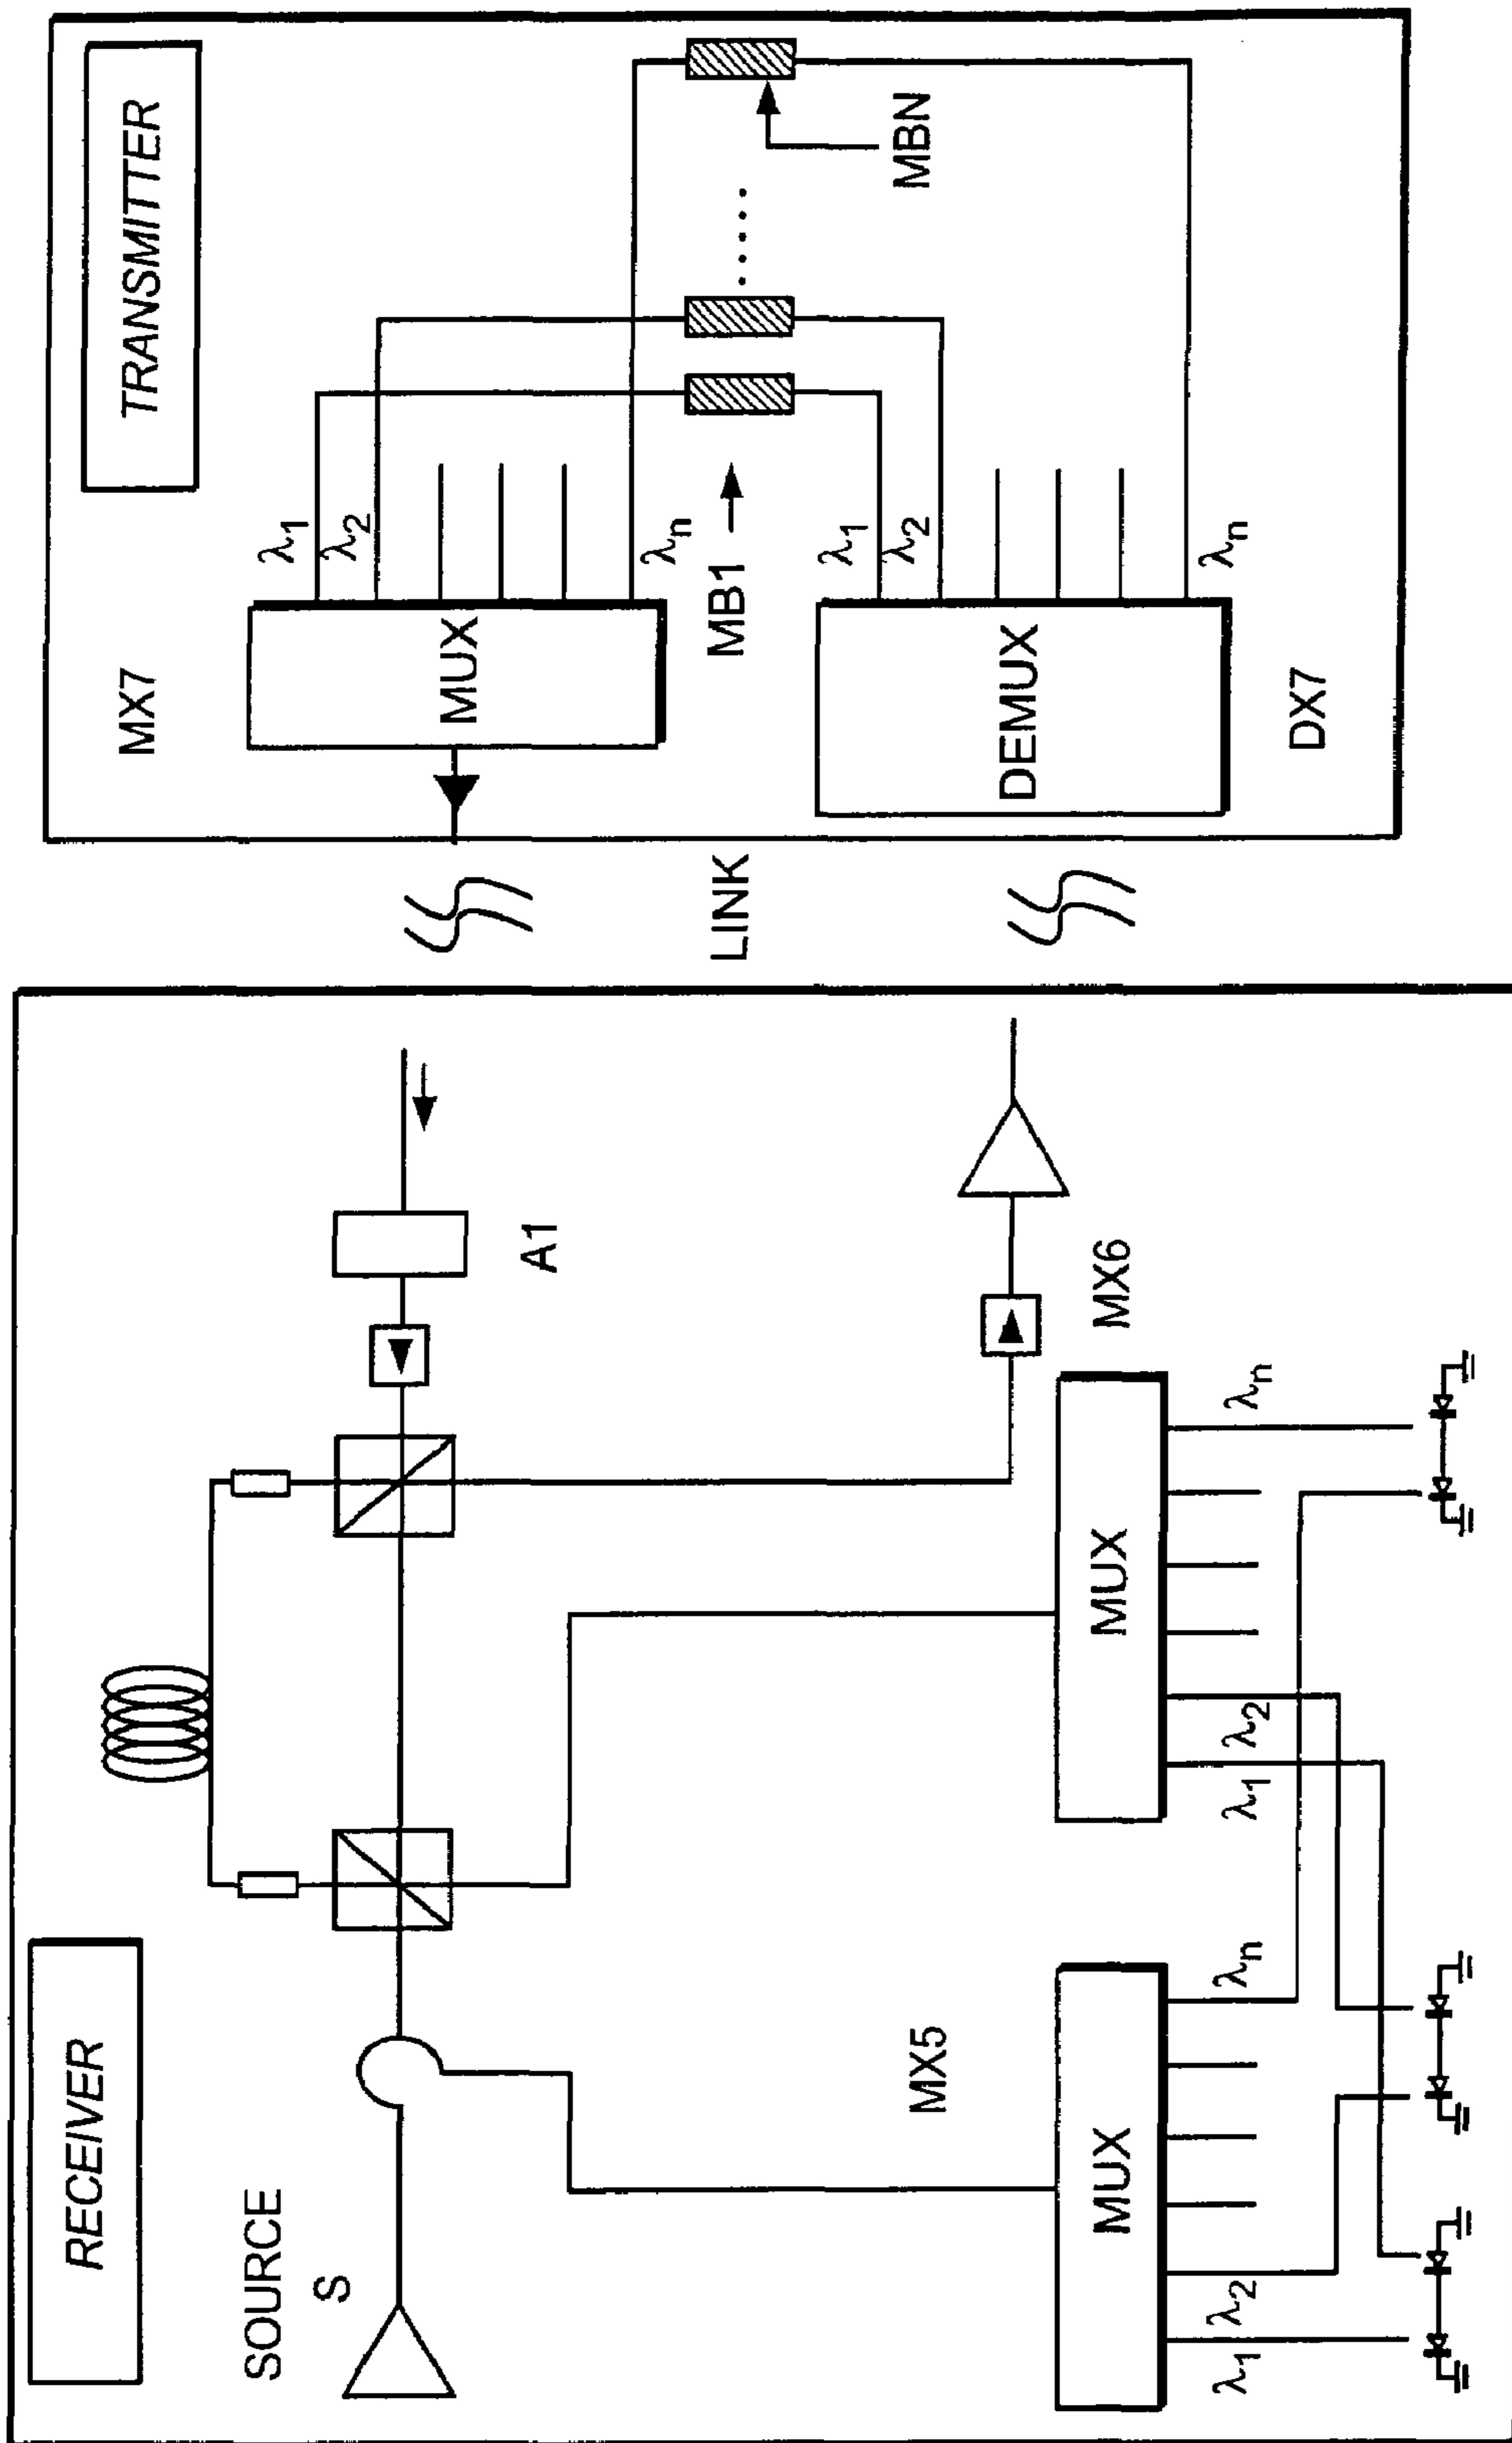 RECEIVER
SOURCE
S
A1
MX5
MUX
λ1
λ2
λn
MX6
MUX
λ1
λ2
λn
LINK
TRANSMITTER
MX7
MUX
λ1
λ2
λn
MB1
MBN
.....
DEMUX
λ1
λ2
λn
DX7